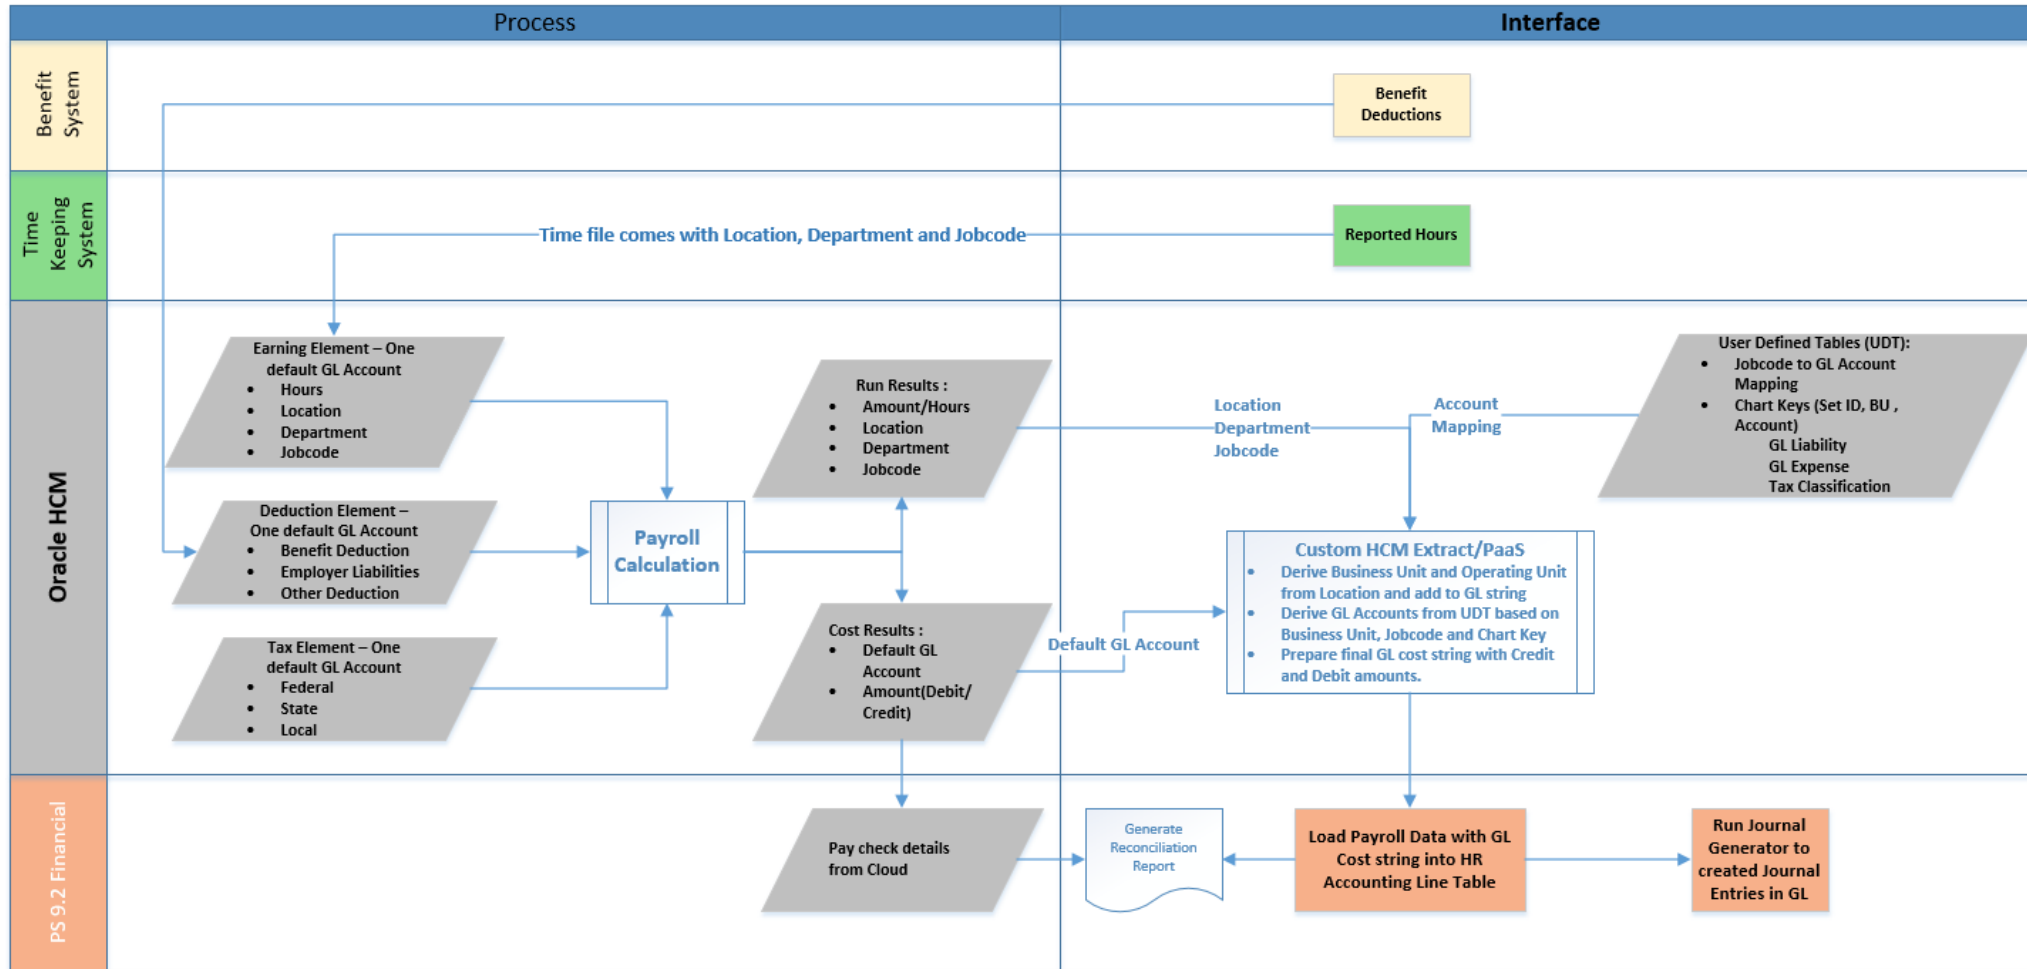 Process
Interface
Benefit
System
Benefit
Deductions
Time
Keeping
System
Time file comes with Location, Department and Jobcode
Reported Hours
Oracle HCM
Earning Element – One
default GL Account
• Hours
• Location
• Department
• Jobcode
Deduction Element –
One default GL Account
• Benefit Deduction
• Employer Liabilities
• Other Deduction
Tax Element – One
default GL Account
• Federal
• State
• Local
Payroll
Calculation
Run Results :
• Amount/Hours
• Location
• Department
• Jobcode
Cost Results :
• Default GL
Account
• Amount(Debit/
Credit)
Location
Department
Jobcode
Account
Mapping
Default GL Account
User Defined Tables (UDT):
• Jobcode to GL Account
Mapping
• Chart Keys (Set ID, BU ,
Account)
GL Liability
GL Expense
Tax Classification
Custom HCM Extract/PaaS
• Derive Business Unit and Operating Unit
from Location and add to GL string
• Derive GL Accounts from UDT based on
Business Unit, Jobcode and Chart Key
• Prepare final GL cost string with Credit
and Debit amounts.
PS 9.2 Financial
Pay check details
from Cloud
Generate
Reconciliation
Report
Load Payroll Data with GL
Cost string into HR
Accounting Line Table
Run Journal
Generator to
created Journal
Entries in GL